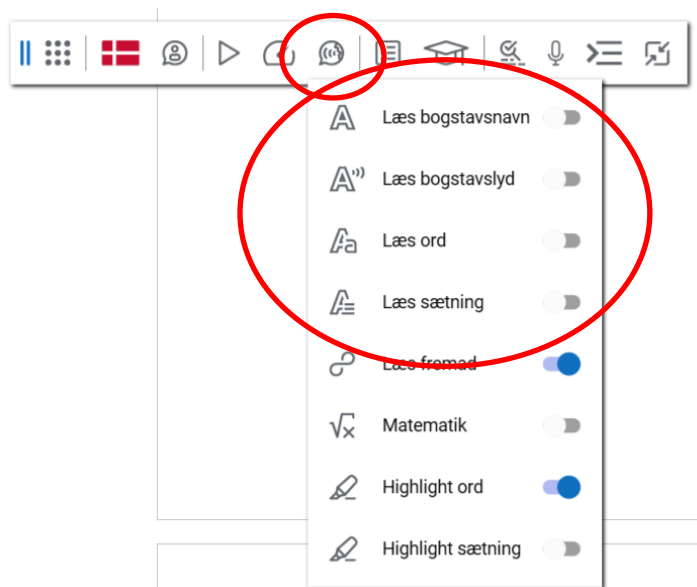 Læs bogstavsnavn
Læs bogstavslyd
Læs ord
Læs sætning
Læs fremad
Matematik
Highlight ord
Highlight sætning